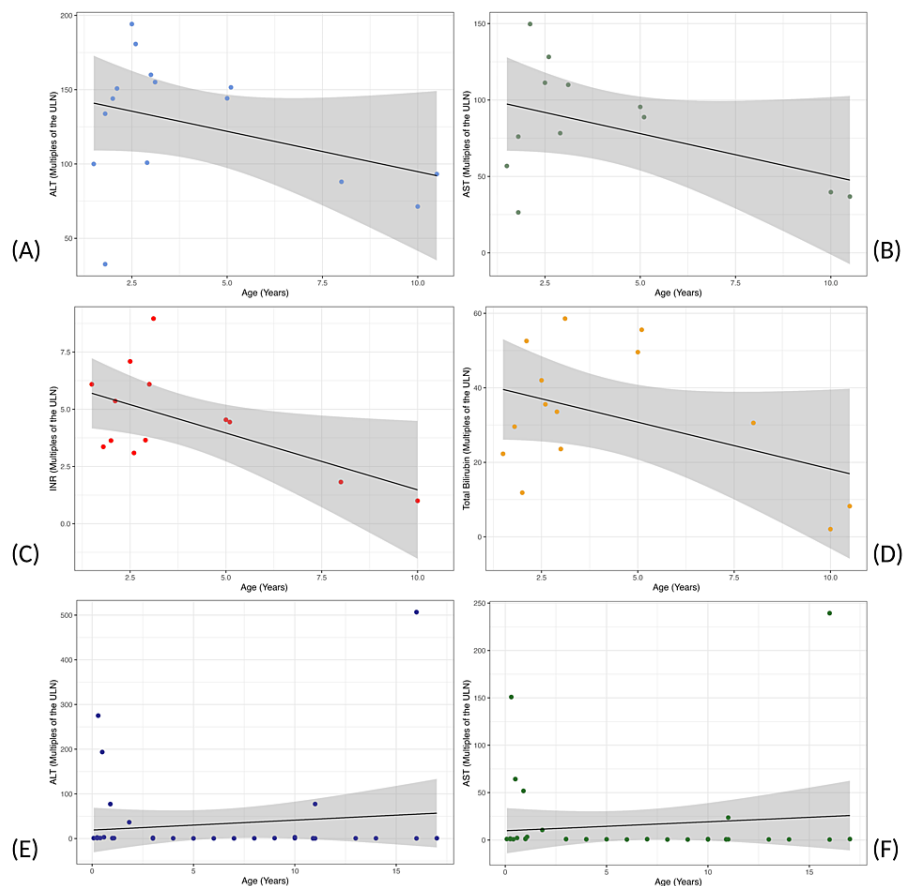 200
150
100
50
ALT (Multiples of the ULN)
2.5 5.0 7.5 10.0
Age (Years)
(A)
150
100
50
0
AST (Multiples of the ULN)
2.5 5.0 7.5 10.0
Age (Years)
(B)
7.5
5.0
2.5
0.0
INR (Multiples of the ULN)
2.5 5.0 7.5 10.0
Age (Years)
(C)
60
40
20
0
Total Bilirubin (Multiples of the ULN)
2.5 5.0 7.5 10.0
Age (Years)
(D)
500
400
300
200
100
0
ALT (Multiples of the ULN)
0 5 10 15
Age (Years)
(E)
250
200
150
100
50
0
AST (Multiples of the ULN)
0 5 10 15
Age (Years)
(F)